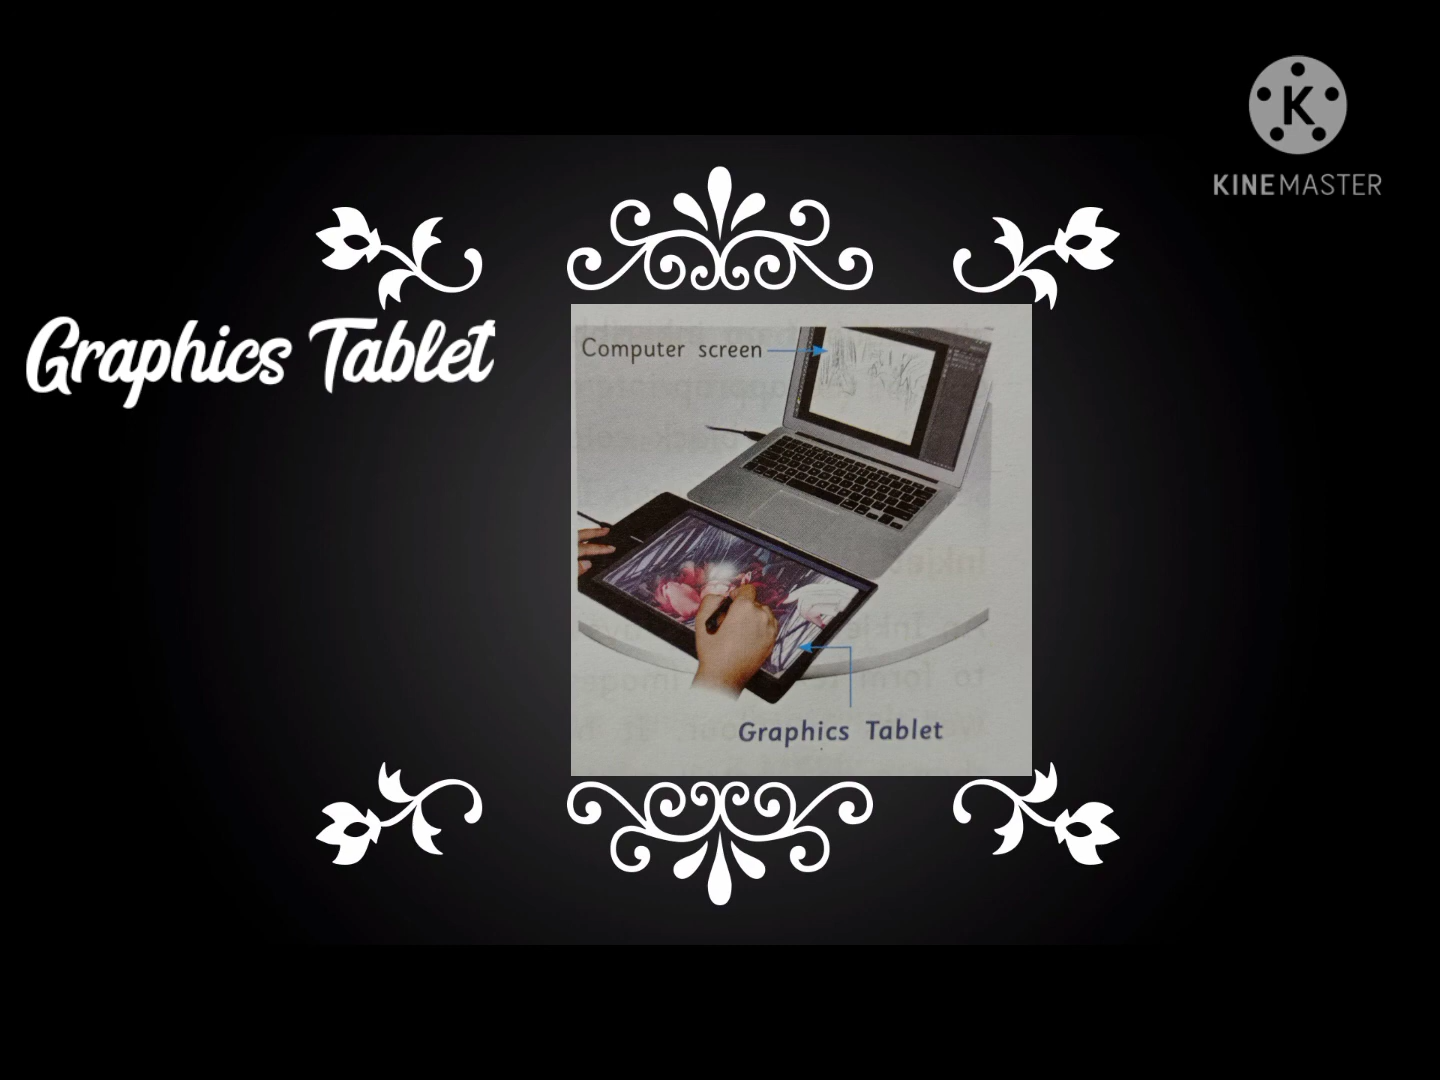 K
KINEMASTER
Graphics Tablet
Computer screen
Graphics Tablet